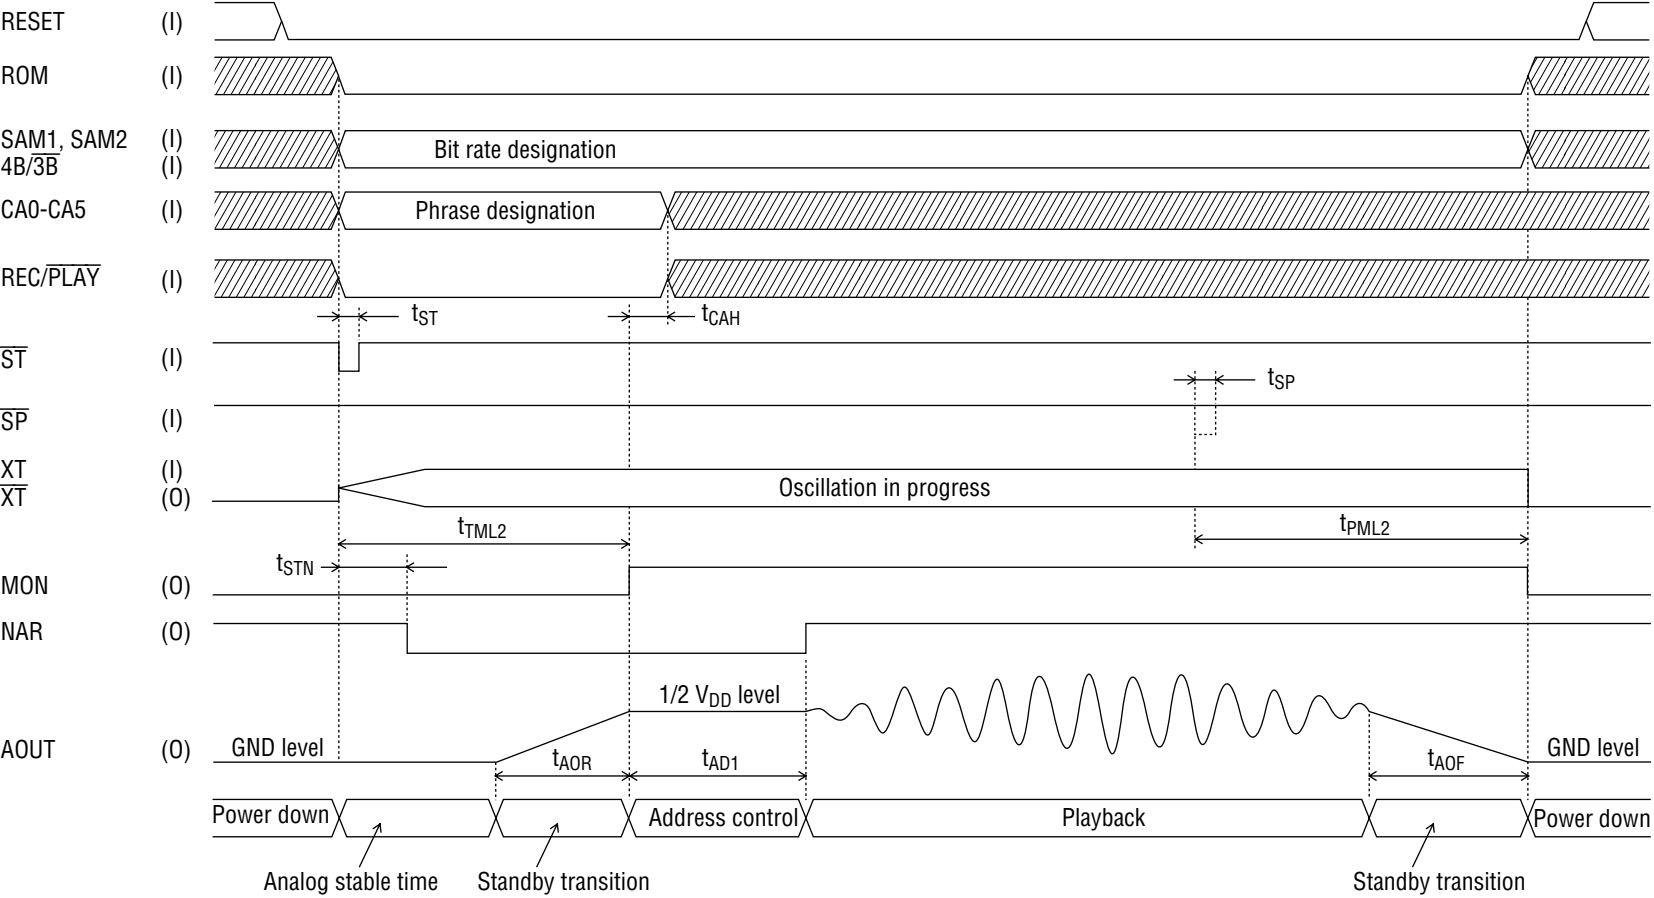 RESET (I)
ROM (I)
SAM1, SAM2 (I)
4B/3B (I)
Bit rate designation
CA0-CA5 (I) Phrase designation
REC/PLAY (I)
tST tCAH
ST (I)
tSP
SP (I)
XT (I)
XT (O)
Oscillation in progress
tTML2 tPML2
tSTN
MON (O)
NAR (O)
1/2 VDD level
AOUT (O) GND level GND level
tAOR tAD1 tAOF
Power down Address control Playback Power down
Analog stable time Standby transition Standby transition